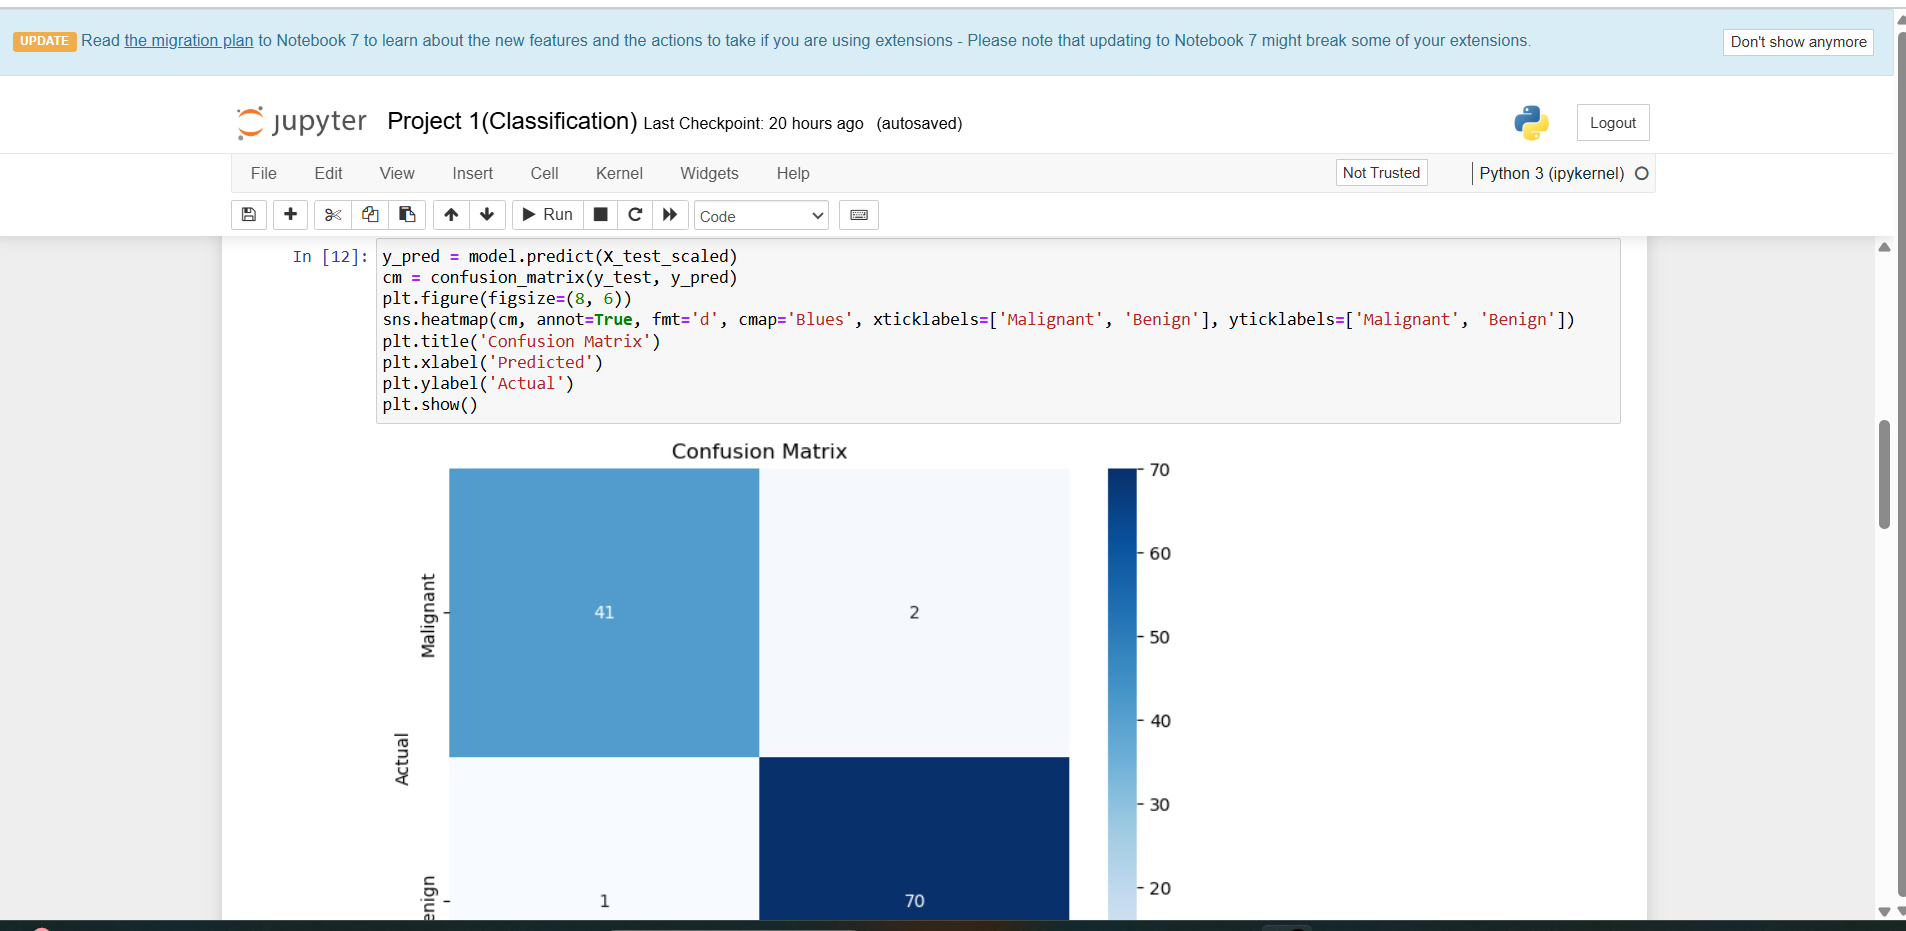 UPDATE Read the migration plan to Notebook 7 to learn about the new features and the actions to take if you are using extensions - Please note that updating to Notebook 7 might break some of your extensions.
Don't show anymore
jupyter Project 1(Classification) Last Checkpoint: 20 hours ago (autosaved)
Logout
File Edit View Insert Cell Kernel Widgets Help
Not Trusted
Python 3 (ipykernel)
Run
Code
In [12]:
y_pred = model.predict(X_test_scaled)
cm = confusion_matrix(y_test, y_pred)
plt.figure(figsize=(8, 6))
sns.heatmap(cm, annot=True, fmt='d', cmap='Blues', xticklabels=['Malignant', 'Benign'], yticklabels=['Malignant', 'Benign'])
plt.title('Confusion Matrix')
plt.xlabel('Predicted')
plt.ylabel('Actual')
plt.show()
Confusion Matrix
Actual
Malignant
41 2
enign
1 70
70
60
50
40
30
20